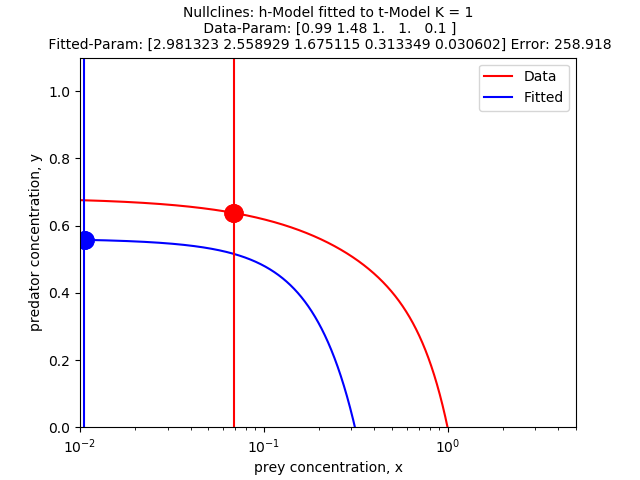 Nullclines: h-Model fitted to t-Model K = 1
Data-Param: [0.99 1.48 1.   1.   0.1 ]
Fitted-Param: [2.981323 2.558929 1.675115 0.313349 0.030602] Error: 258.918
Data
Fitted
predator concentration, y
1.0
0.8
0.6
0.4
0.2
0.0
10⁻²
10⁻¹
10⁰
prey concentration, x